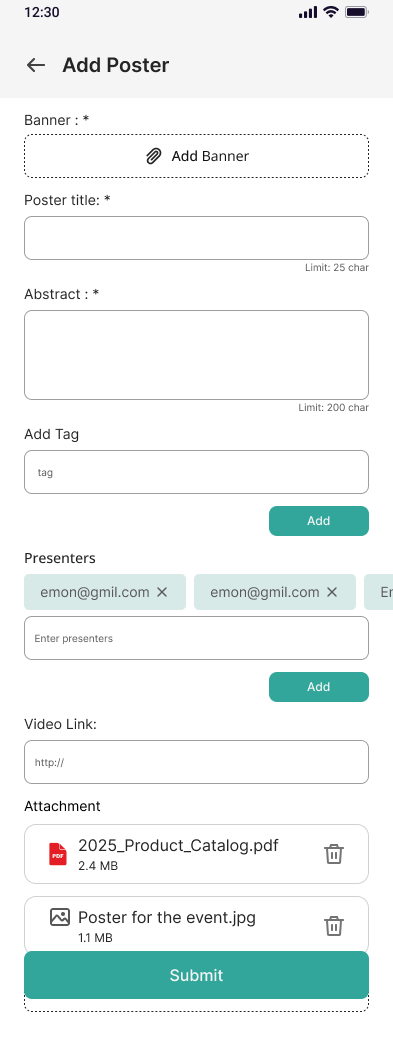 12:30
Add Poster
Banner : *
Add Banner
Poster title: *
Limit: 25 char
Abstract : *
Limit: 200 char
Add Tag
tag
Add
Presenters
emon@gmil.com
emon@gmil.com
Enter presenters
Add
Video Link:
http://
Attachment
PDF
2025_Product_Catalog.pdf
2.4 MB
Poster for the event.jpg
1.1 MB
Submit